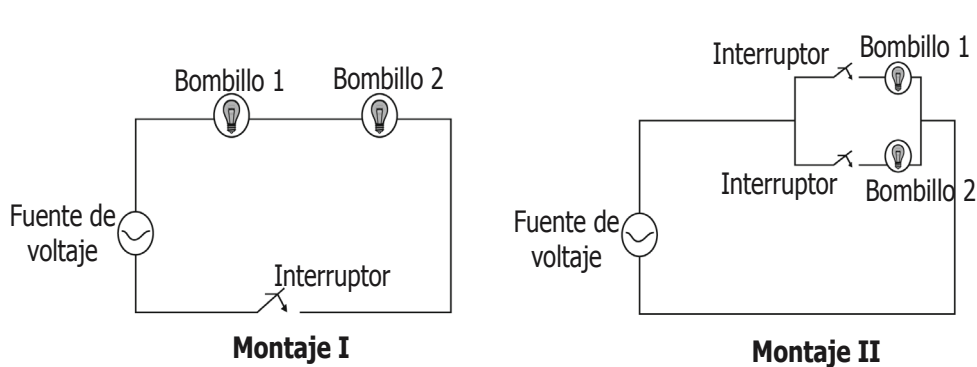 Bombillo 1
Bombillo 2
Fuente de
voltaje
Interruptor
Montaje I
Interruptor
Bombillo 1
Interruptor
Bombillo 2
Fuente de
voltaje
Montaje II